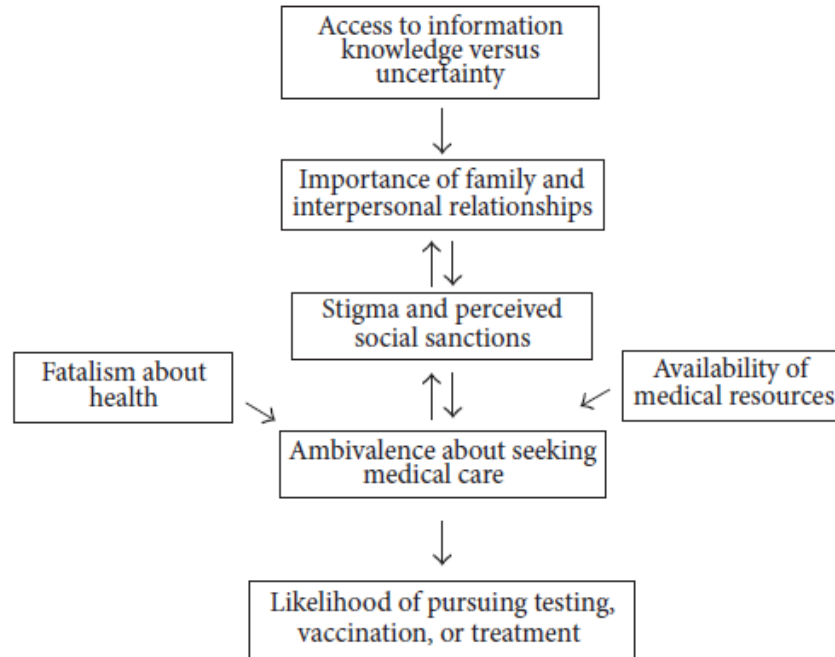 Access to information
knowledge versus
uncertainty
Importance of family and
interpersonal relationships
Stigma and perceived
social sanctions
Fatalism about
health
Availability of
medical resources
Ambivalence about seeking
medical care
Likelihood of pursuing testing,
vaccination, or treatment